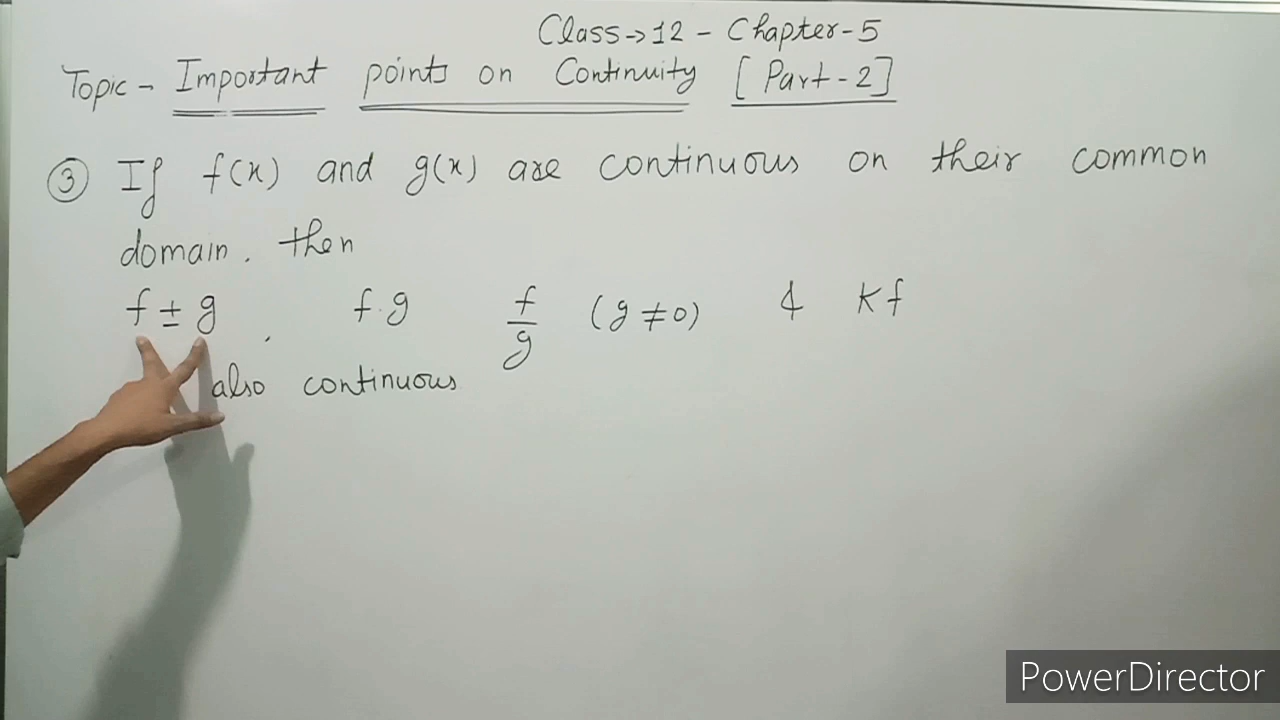 Class→12 - Chapter-5
Topic - Important points on Continuity [Part-2]
③ If f(x) and g(x) are continuous on their common
domain. then
f ± g , f.g f/g (g ≠ 0) & Kf
also continuous
PowerDirector